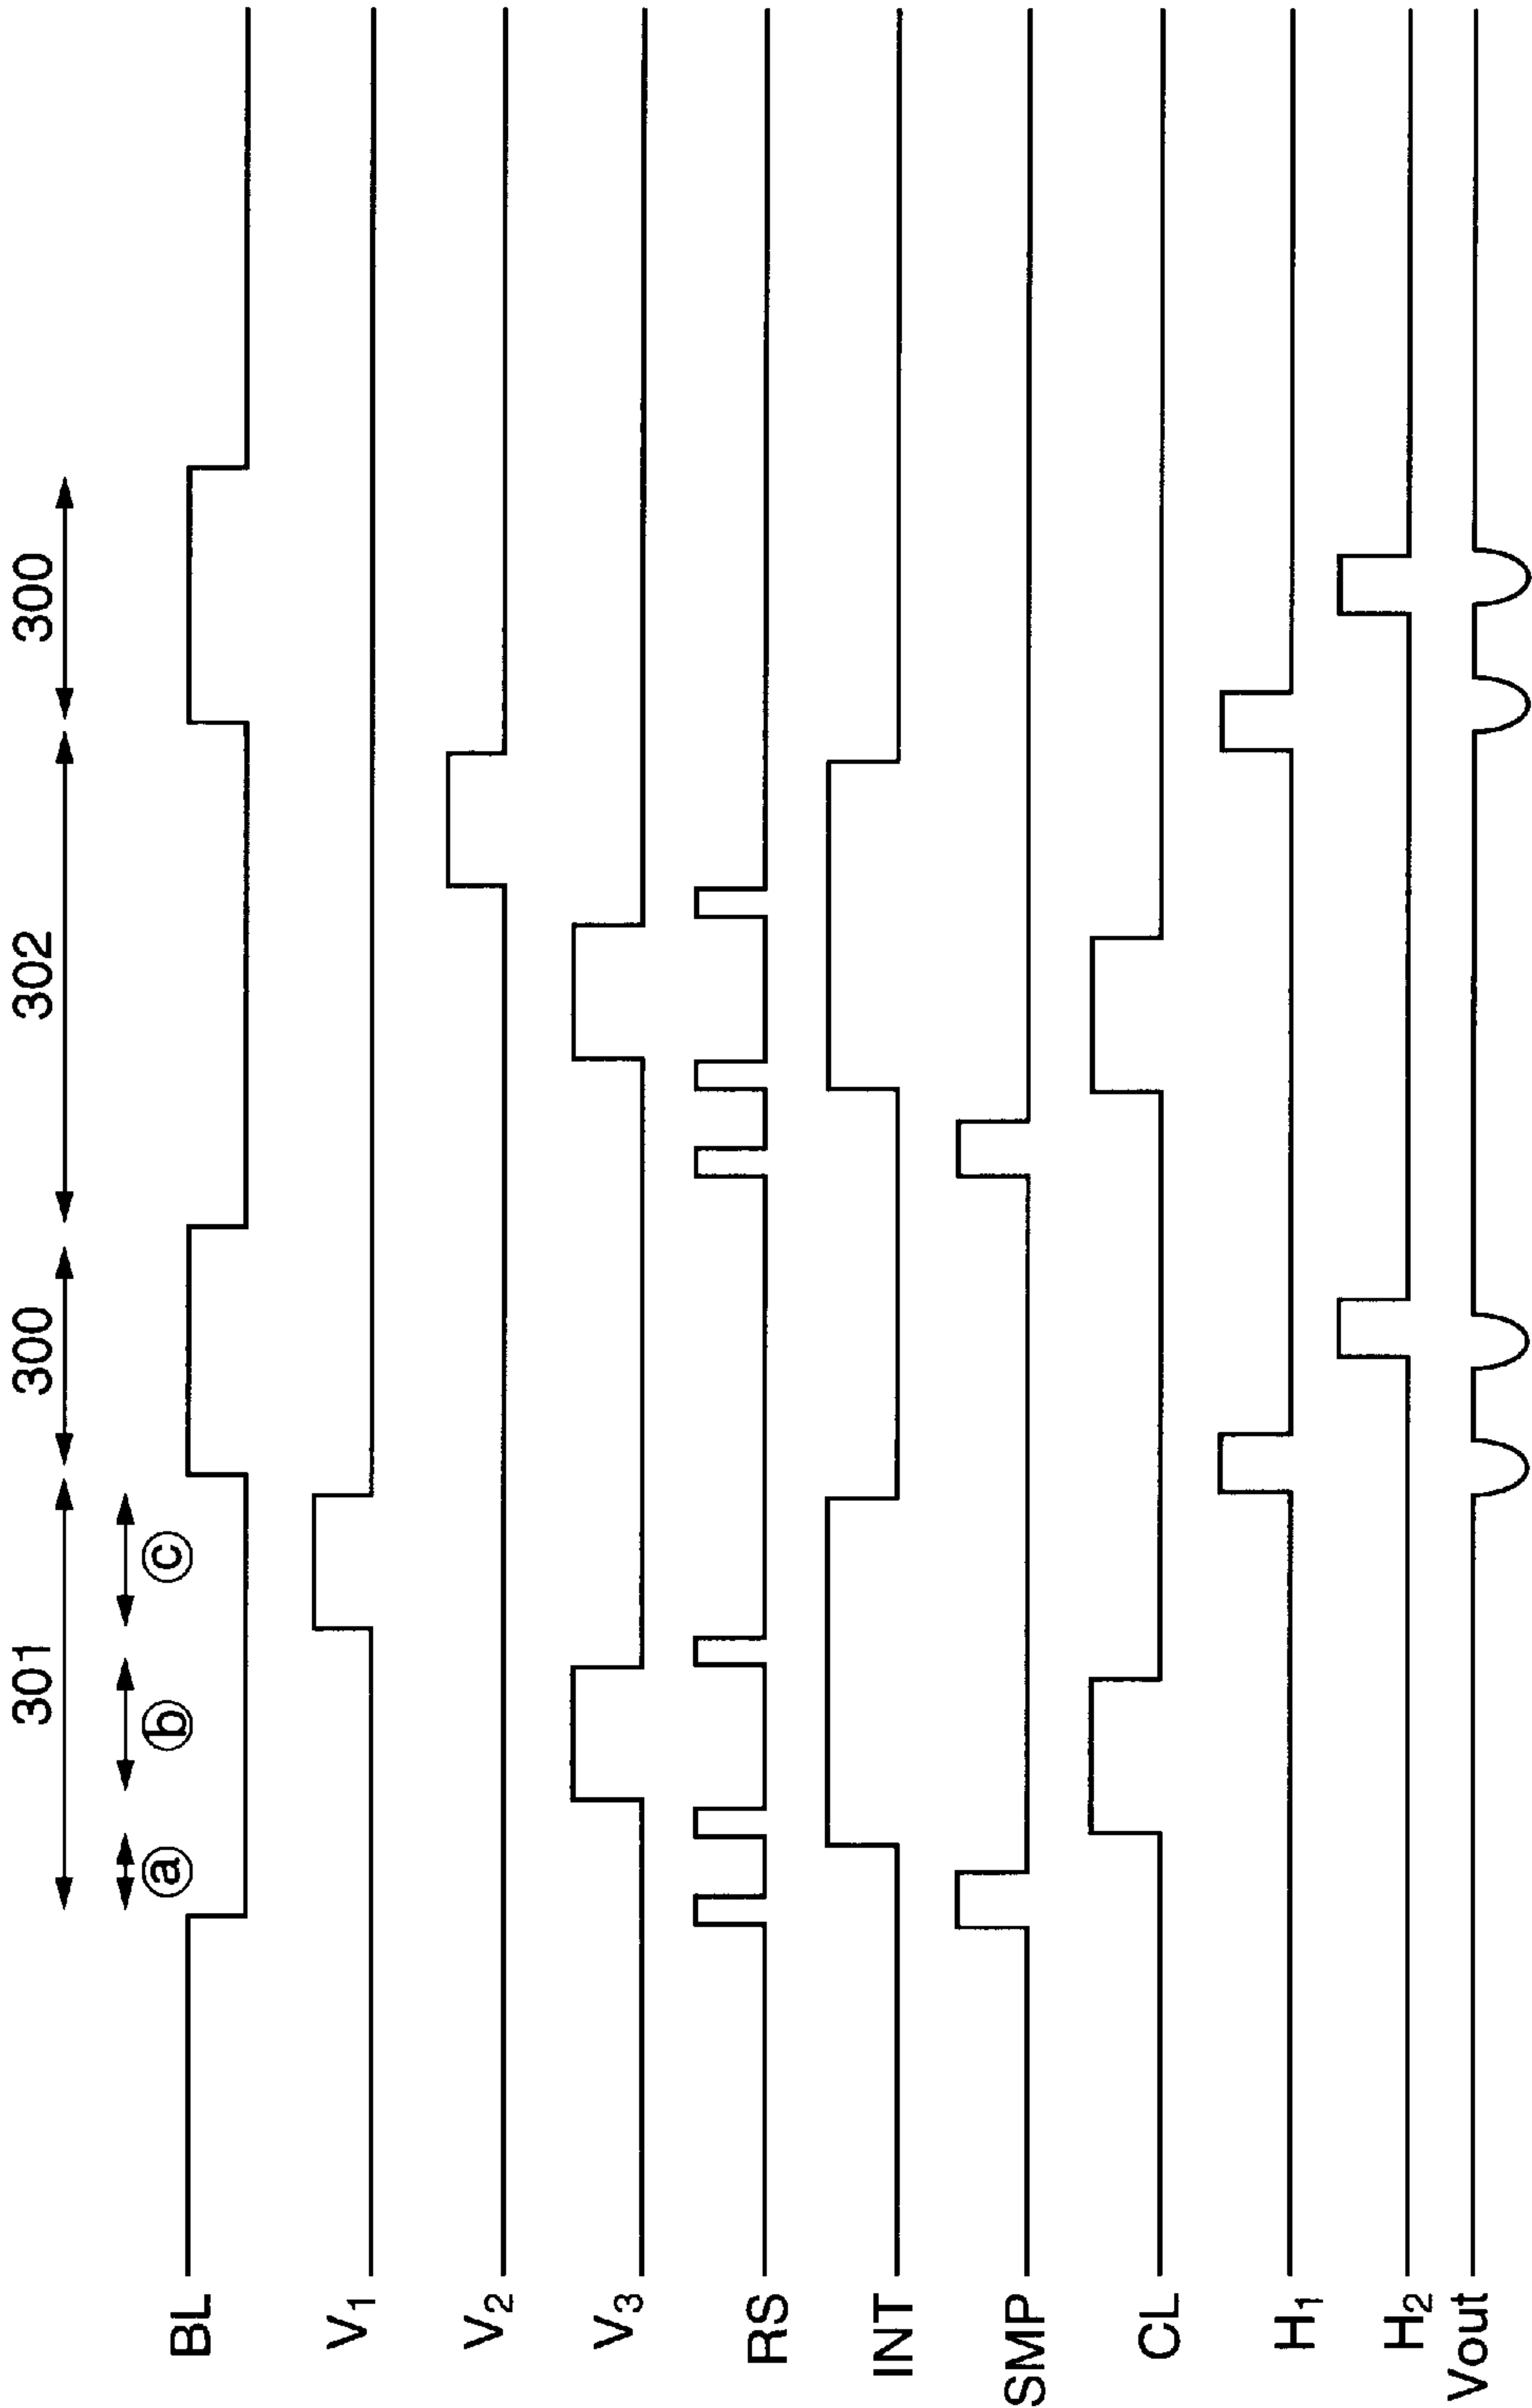 301 300 302 300
ⓐ ⓑ ⓒ
BL
V₁
V₂
V₃
RS
INT
SMP
CL
H₁
H₂
Vout